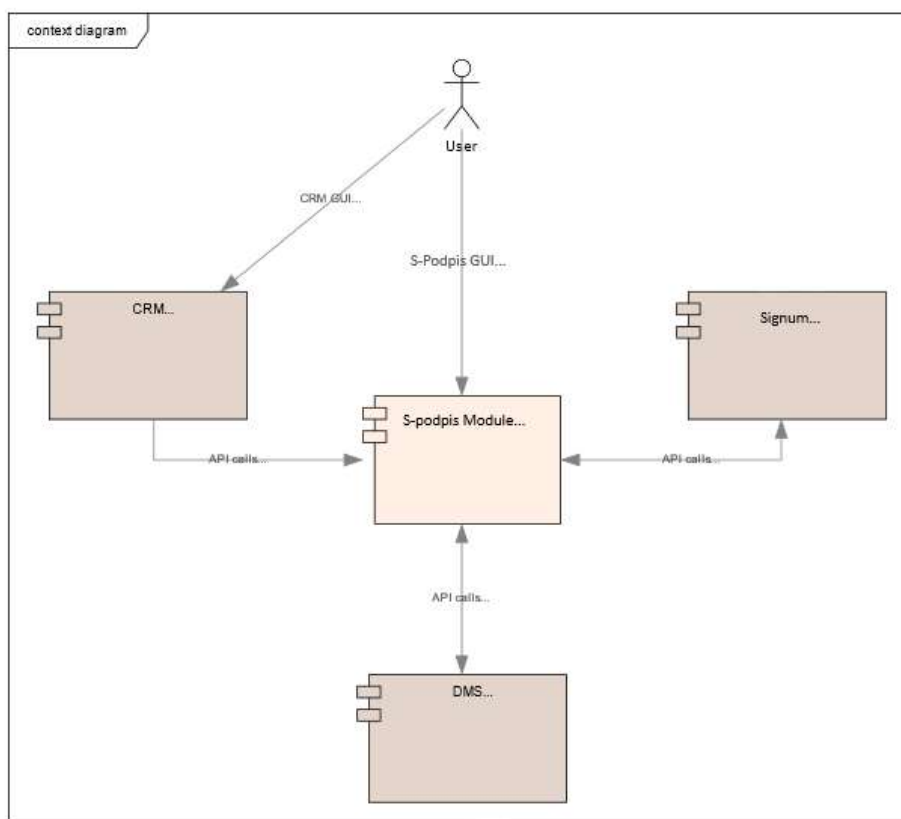 context diagram
User
CRM GUI...
S-Podpis GUI...
CRM...
Signum...
S-podpis Module...
API calls...
API calls...
API calls...
DMS...